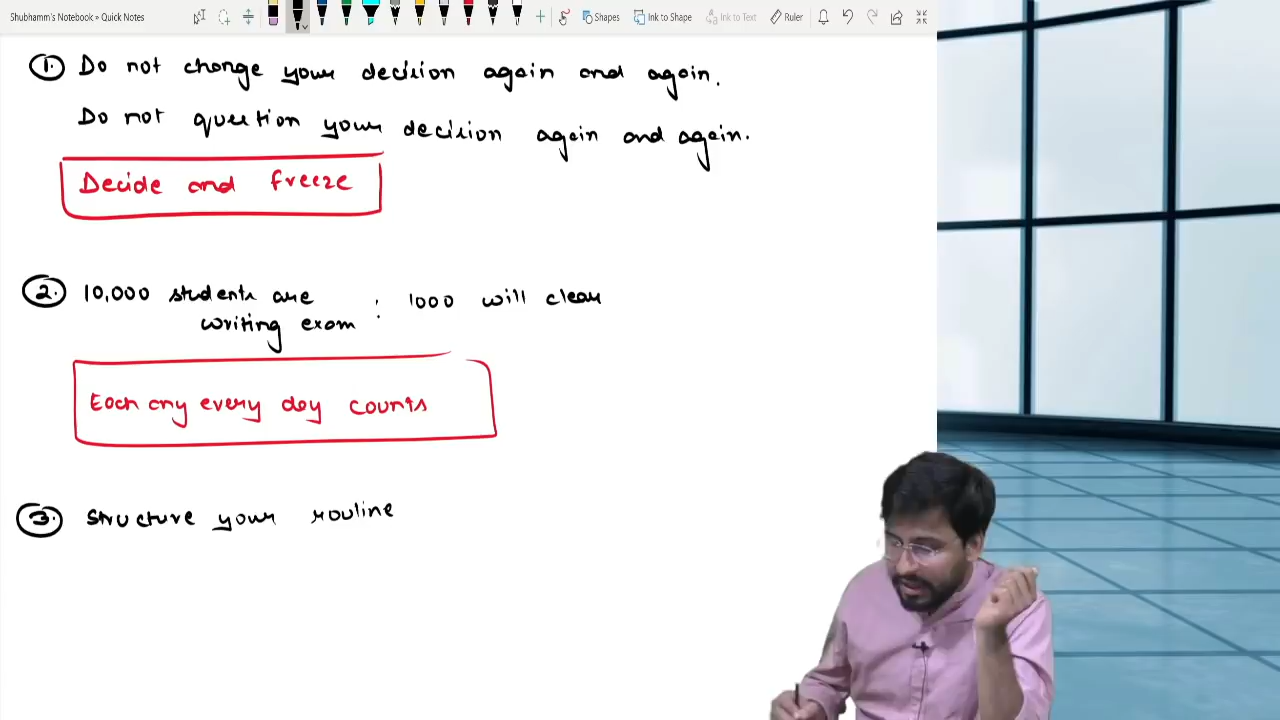 Shubhamm's Notebook » Quick Notes
Shapes
Ink to Shape
Ink to Text
Ruler
1. Do not change your decision again and again.
Do not question your decision again and again.
Decide and freeze
2. 10,000 students are : 1000 will clear
writing exam
Each any every day counts
3. Structure your routine